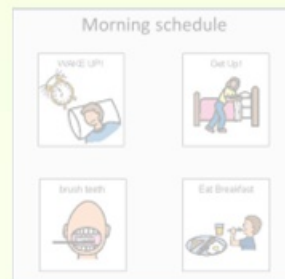 Morning schedule
WAKE UP!
Get Up!
brush teeth
Eat Breakfast